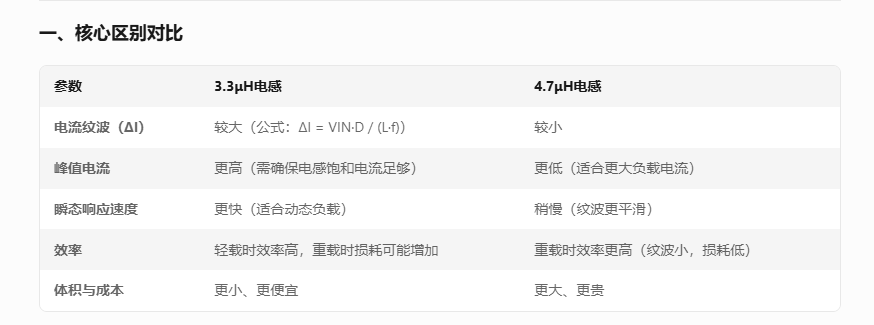 一、核心区别对比
参数 3.3μH电感 4.7μH电感
电流纹波（ΔI） 较大（公式：ΔI = VIN·D / (L·f)） 较小
峰值电流 更高（需确保电感饱和电流足够） 更低（适合更大负载电流）
瞬态响应速度 更快（适合动态负载） 稍慢（纹波更平滑）
效率 轻载时效率高，重载时损耗可能增加 重载时效率更高（纹波小，损耗低）
体积与成本 更小、更便宜 更大、更贵